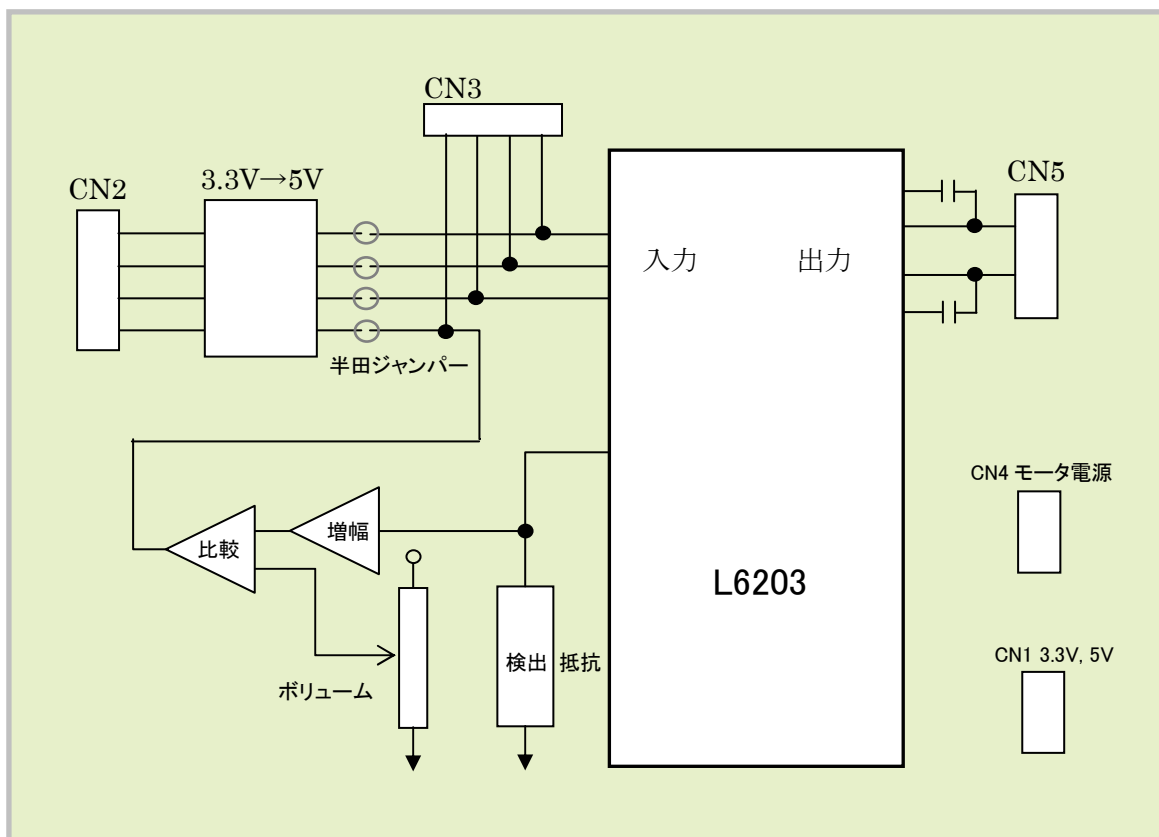 CN3
CN2
3.3V→5V
CN5
入力
出力
半田ジャンパー
CN4 モータ電源
増幅
比較
L6203
検出抵抗
CN1 3.3V, 5V
ボリューム